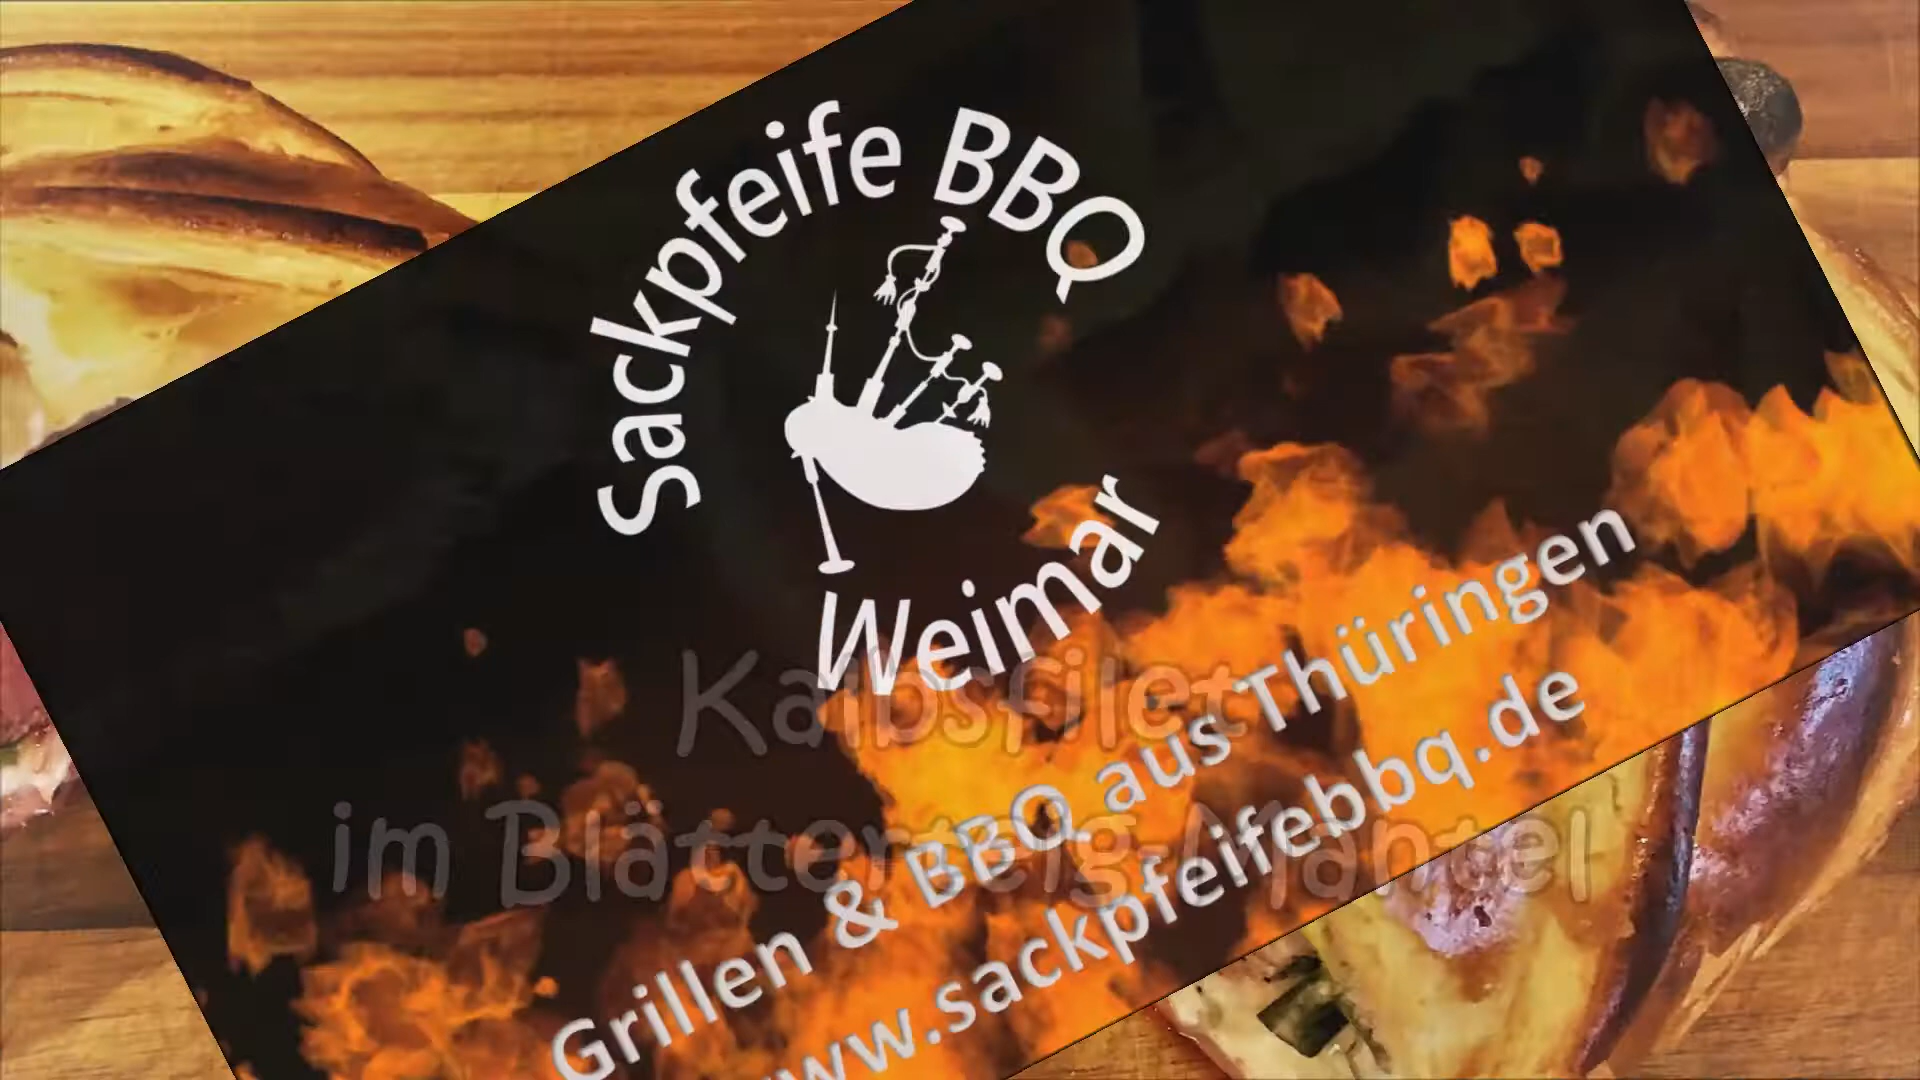 Sackpfeife BBQ
Weimar
Kalbsfilet
im Blätterteig-Mantel
Grillen & BBQ aus Thüringen
www.sackpfeifebbq.de